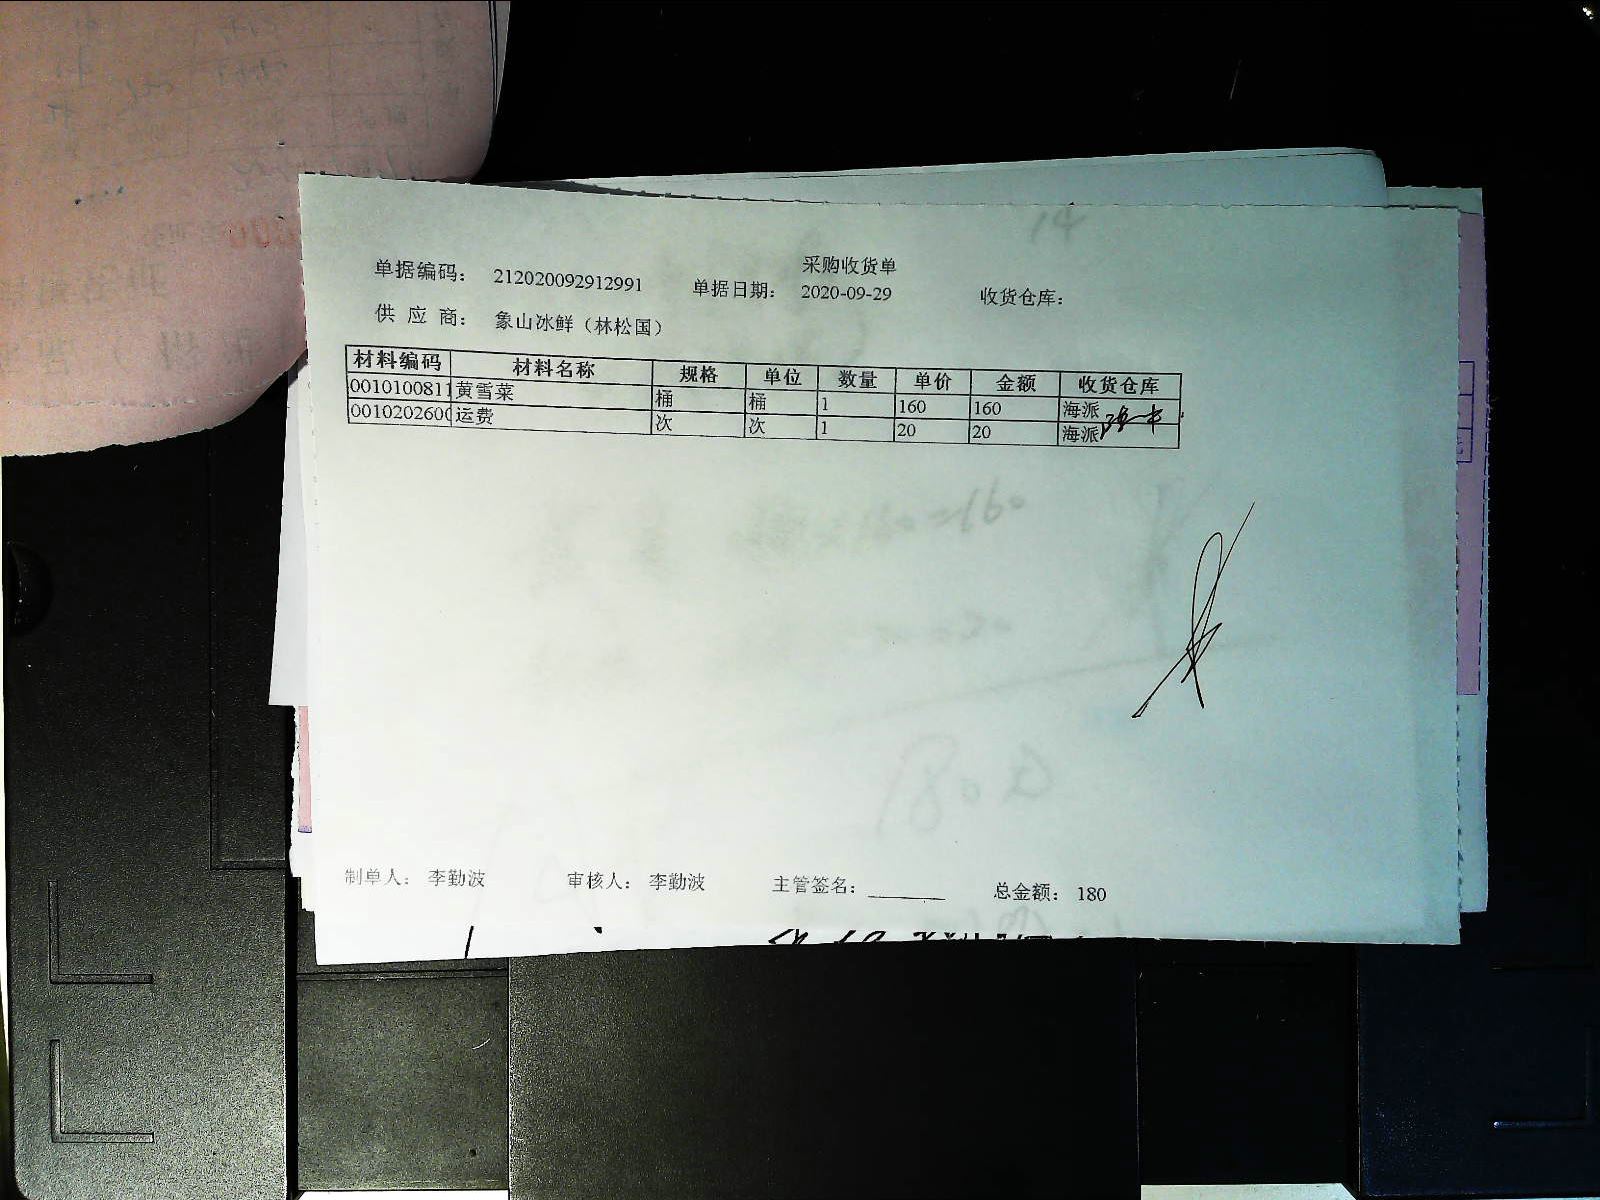 14
采购收货单
单据编码： 212020092912991 单据日期： 2020-09-29 收货仓库：
供 应 商： 象山冰鲜（林松国）
材料编码 材料名称 规格 单位 数量 单价 金额 收货仓库
0010100811 黄雪菜 桶 桶 1 160 160 海派
001020260 运费 次 次 1 20 20 海派
制单人： 李勤波 审核人： 李勤波 主管签名： 总金额： 180